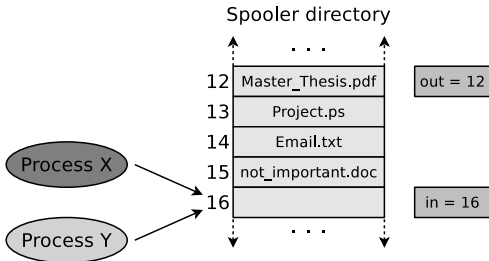 Spooler directory
. . .
12 Master_Thesis.pdf out = 12
13 Project.ps
14 Email.txt
Process X
15 not_important.doc
16 in = 16
Process Y
. . .